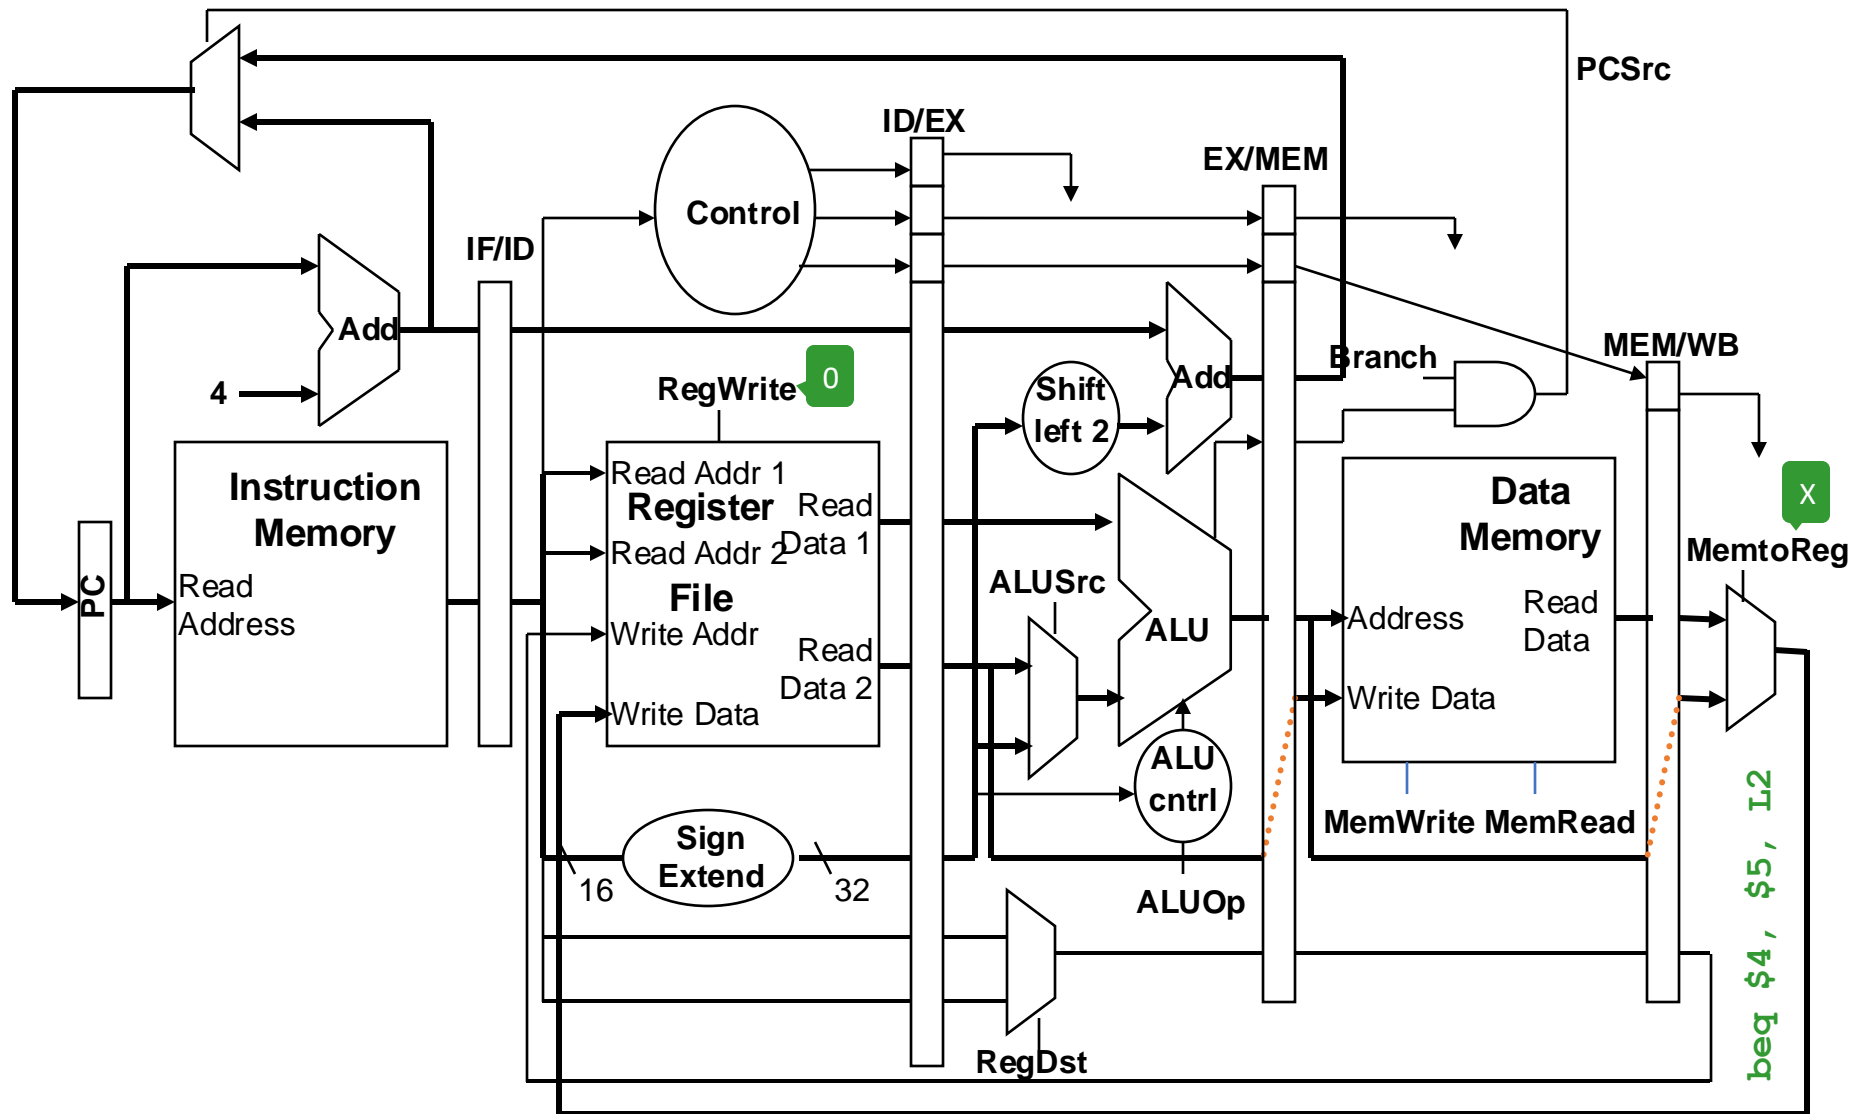 PCSrc
ID/EX
EX/MEM
Control
IF/ID
Add
4
RegWrite
0
Shift
left 2
Add
Branch
MEM/WB
Instruction
Memory
Read
Address
PC
Read Addr 1
Register
Read
Data 1
Read Addr 2
File
Write Addr
Read
Data 2
Write Data
ALUSrc
ALU
ALU
cntrl
ALUOp
Data
Memory
Address
Read
Data
Write Data
MemWrite MemRead
X
MemtoReg
Sign
Extend
16
32
RegDst
beq $4, $5, L2